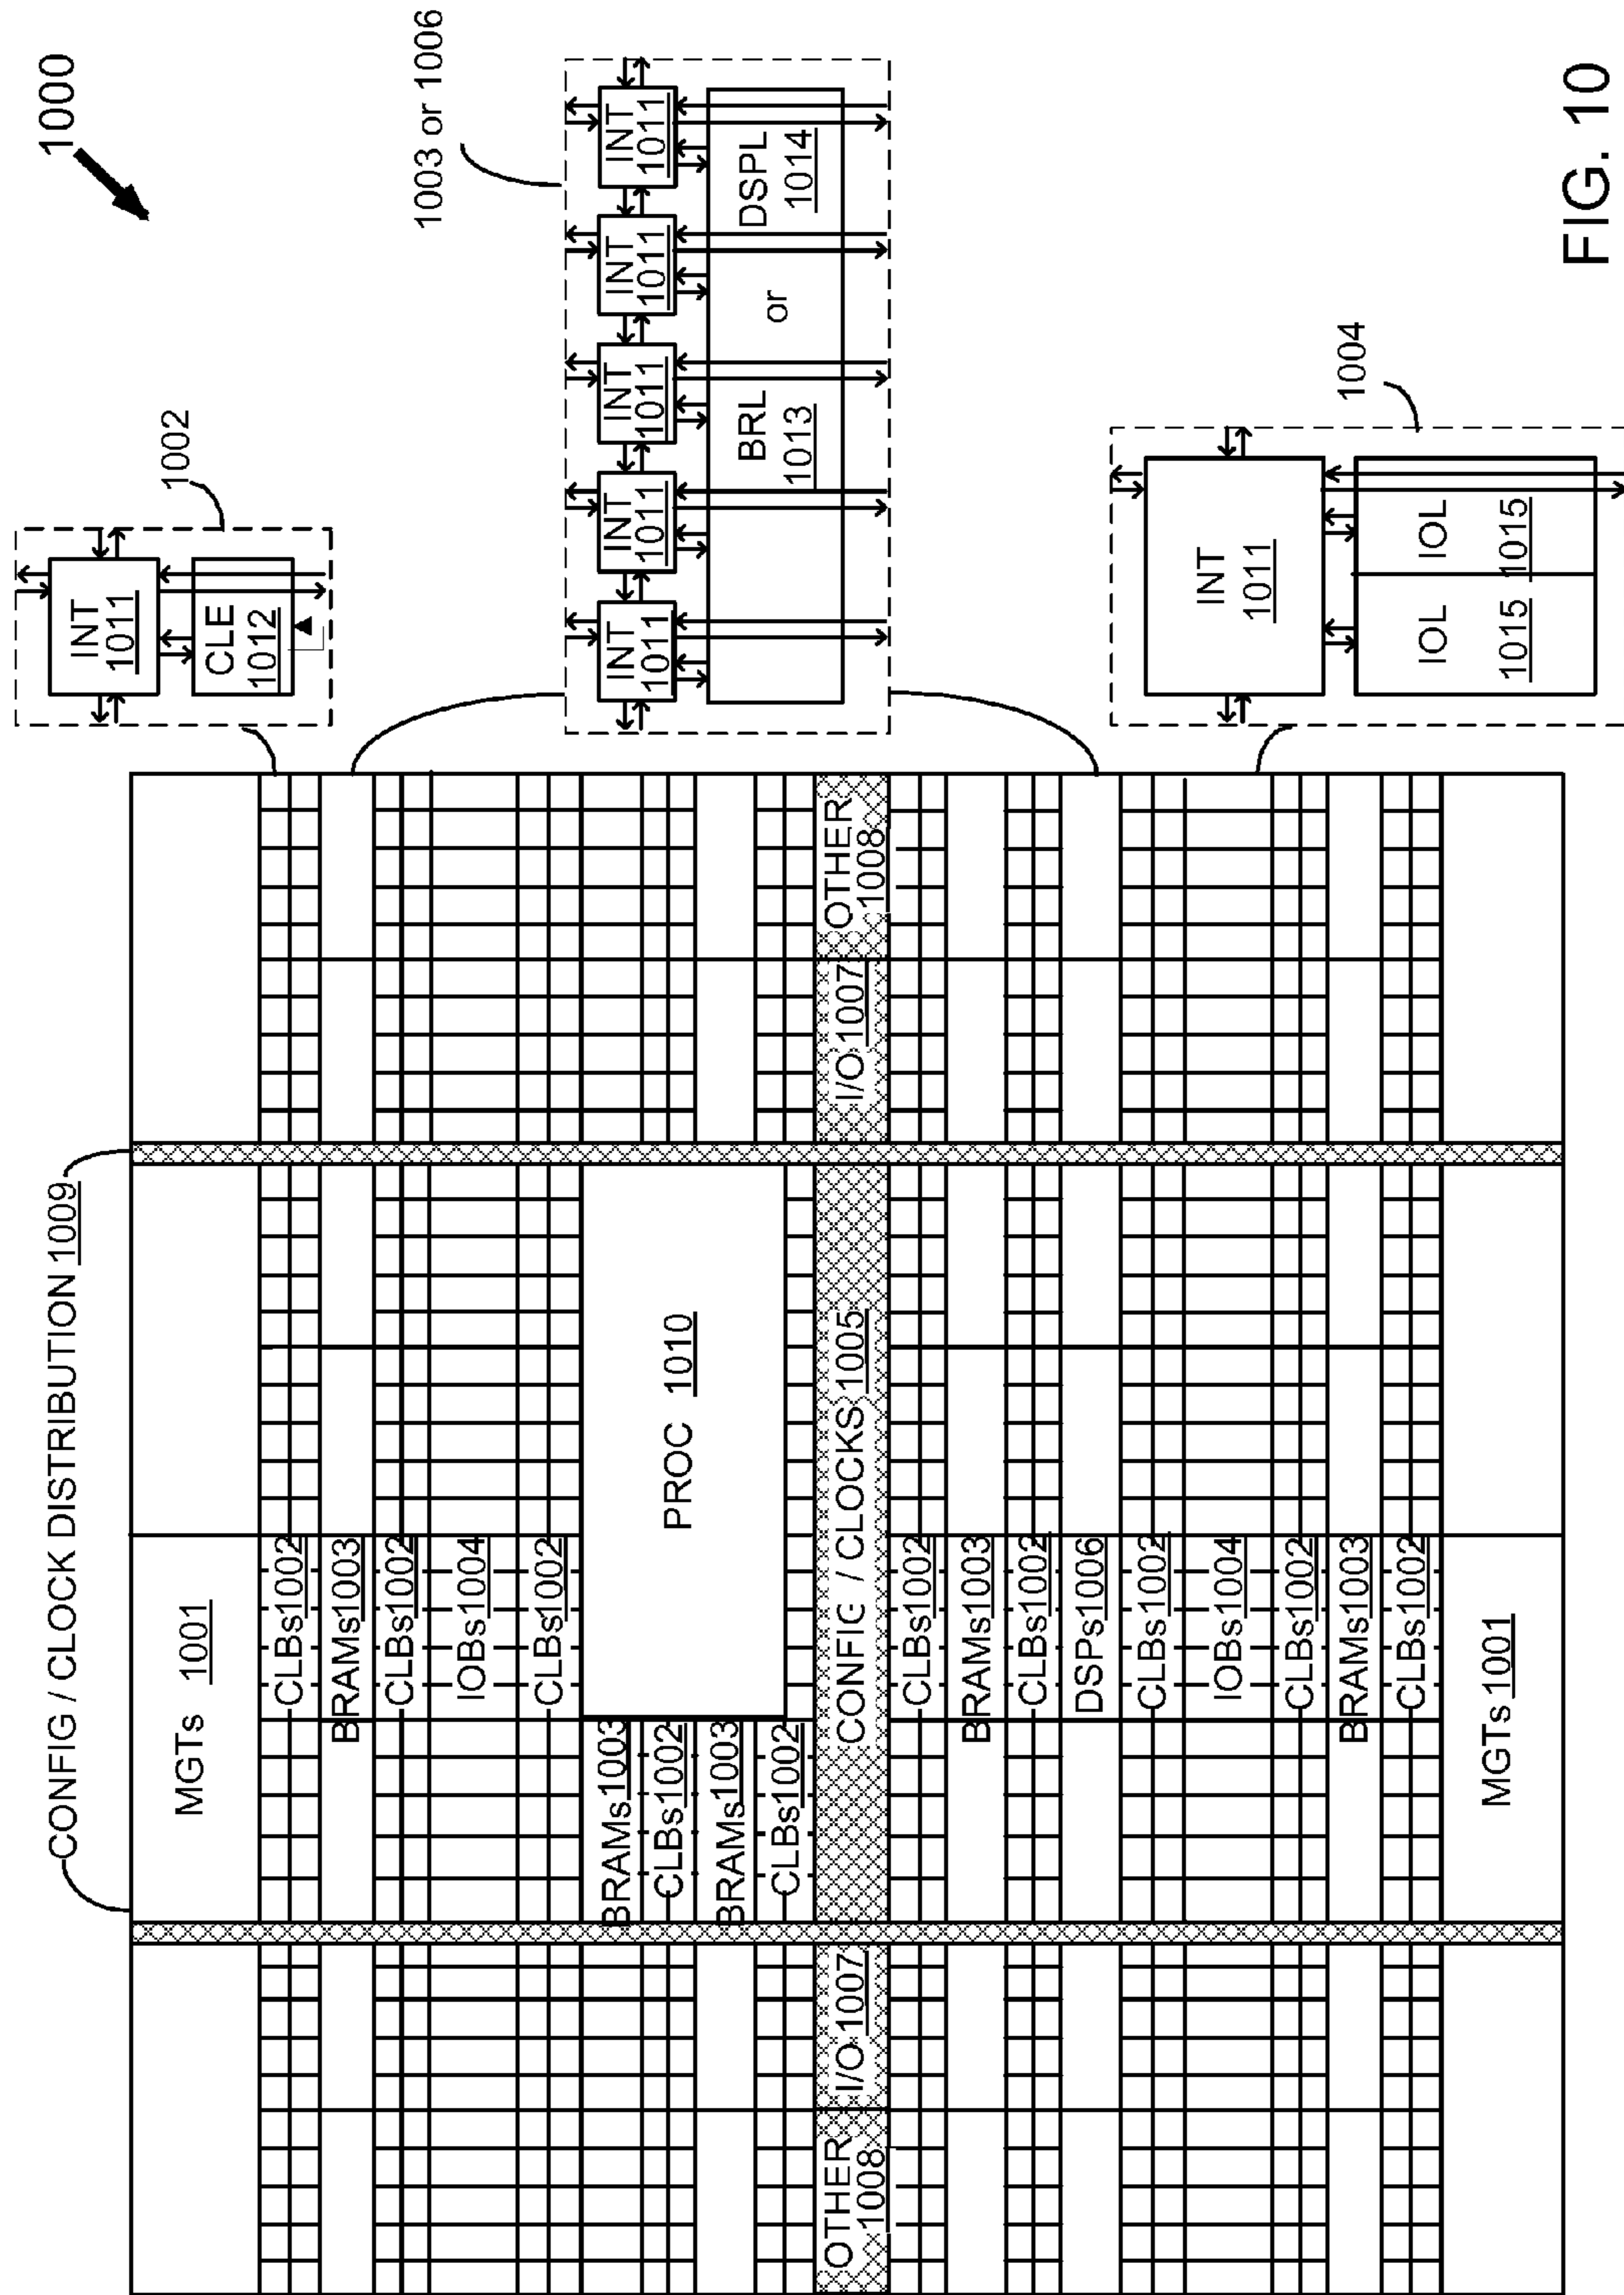 1000
CONFIG / CLOCK DISTRIBUTION 1009
MGTs 1001
CLBs 1002
BRAMs 1003
CLBs 1002
IOBs 1004
CLBs 1002
BRAMs 1003
CLBs 1002
BRAMs 1003
CLBs 1002
PROC 1010
OTHER
1008
I/O 1007
CONFIG / CLOCKS 1005
I/O 1007
OTHER
1008
CLBs 1002
BRAMs 1003
CLBs 1002
DSPs 1006
CLBs 1002
IOBs 1004
CLBs 1002
BRAMs 1003
CLBs 1002
MGTs 1001
1002
INT
1011
CLE
1012
1003 or 1006
INT
1011
INT
1011
INT
1011
INT
1011
INT
1011
BRL
1013
or
DSPL
1014
1004
INT
1011
IOL
1015
IOL
1015
FIG. 10